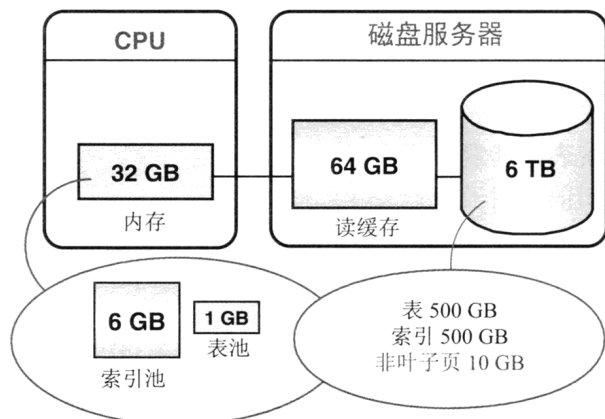 CPU
磁盘服务器
32 GB
内存
64 GB
读缓存
6 TB
6 GB
索引池
1 GB
表池
表 500 GB
索引 500 GB
非叶子页 10 GB